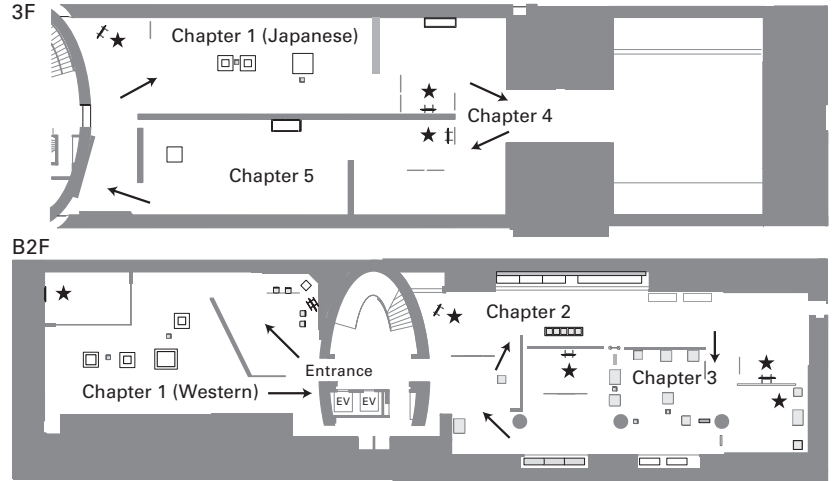 3F
Chapter 1 (Japanese)
Chapter 4
Chapter 5
B2F
Chapter 2
Entrance
Chapter 3
Chapter 1 (Western)
EV EV